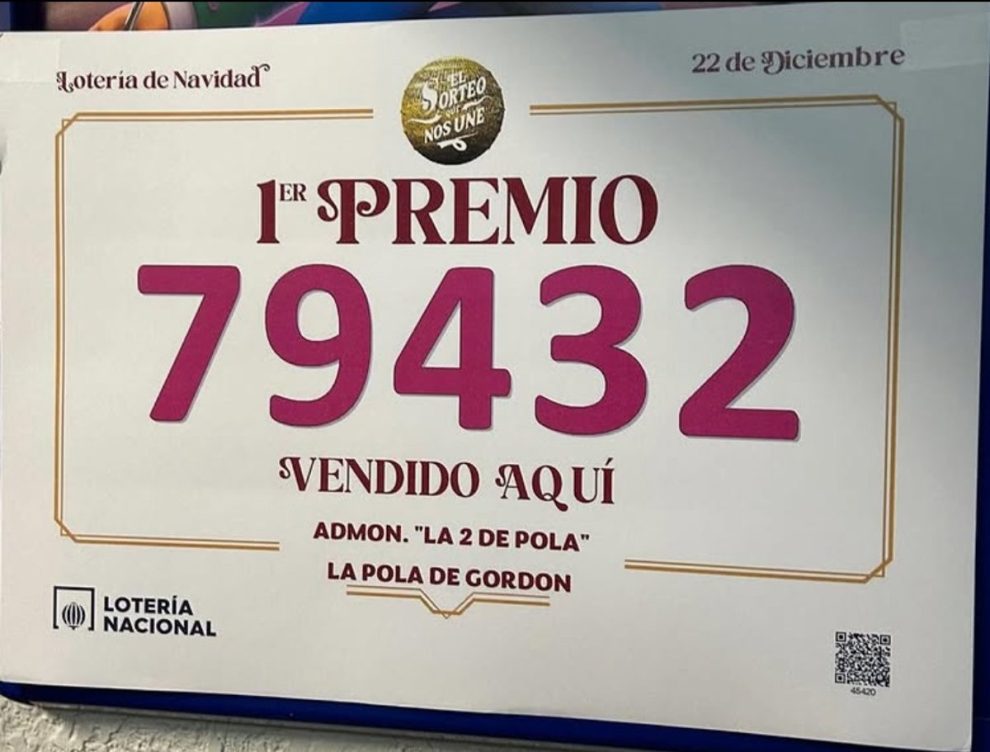 Lotería de Navidad
22 de Diciembre
EL
SORTEO
QUE
NOS UNE
1ER PREMIO
79432
VENDIDO AQUÍ
ADMON. "LA 2 DE POLA"
LA POLA DE GORDON
LOTERÍA
NACIONAL
45420